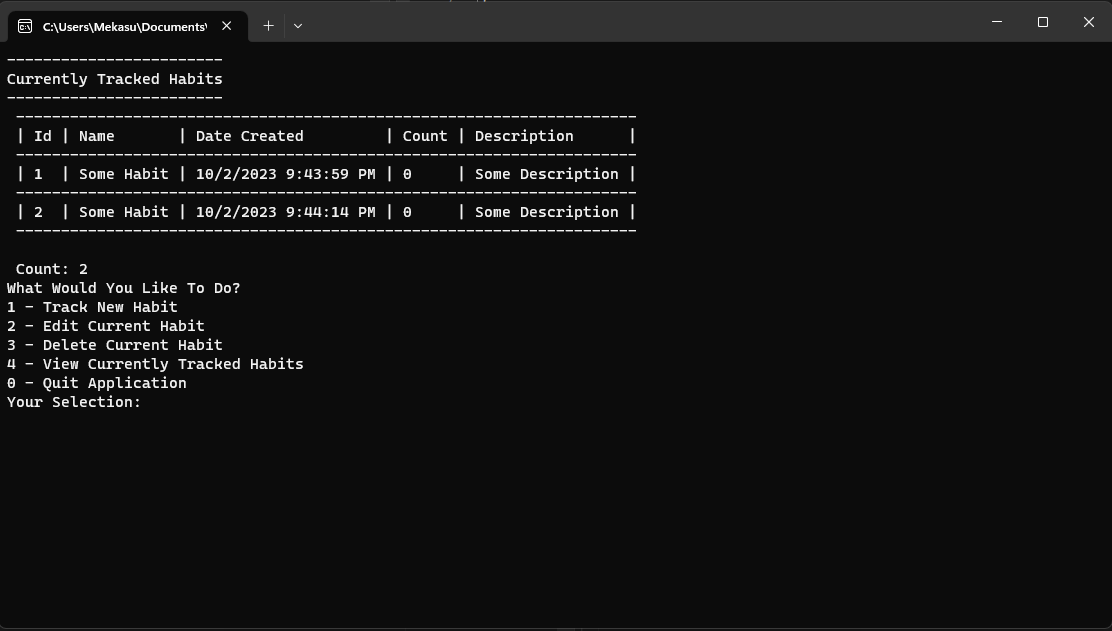 C:\Users\Mekasu\Documents\
------------------------
Currently Tracked Habits
------------------------
 ---------------------------------------------------------------------
 | Id | Name       | Date Created         | Count | Description      |
 ---------------------------------------------------------------------
 | 1  | Some Habit | 10/2/2023 9:43:59 PM | 0     | Some Description |
 ---------------------------------------------------------------------
 | 2  | Some Habit | 10/2/2023 9:44:14 PM | 0     | Some Description |
 ---------------------------------------------------------------------
 Count: 2
What Would You Like To Do?
1 - Track New Habit
2 - Edit Current Habit
3 - Delete Current Habit
4 - View Currently Tracked Habits
0 - Quit Application
Your Selection: